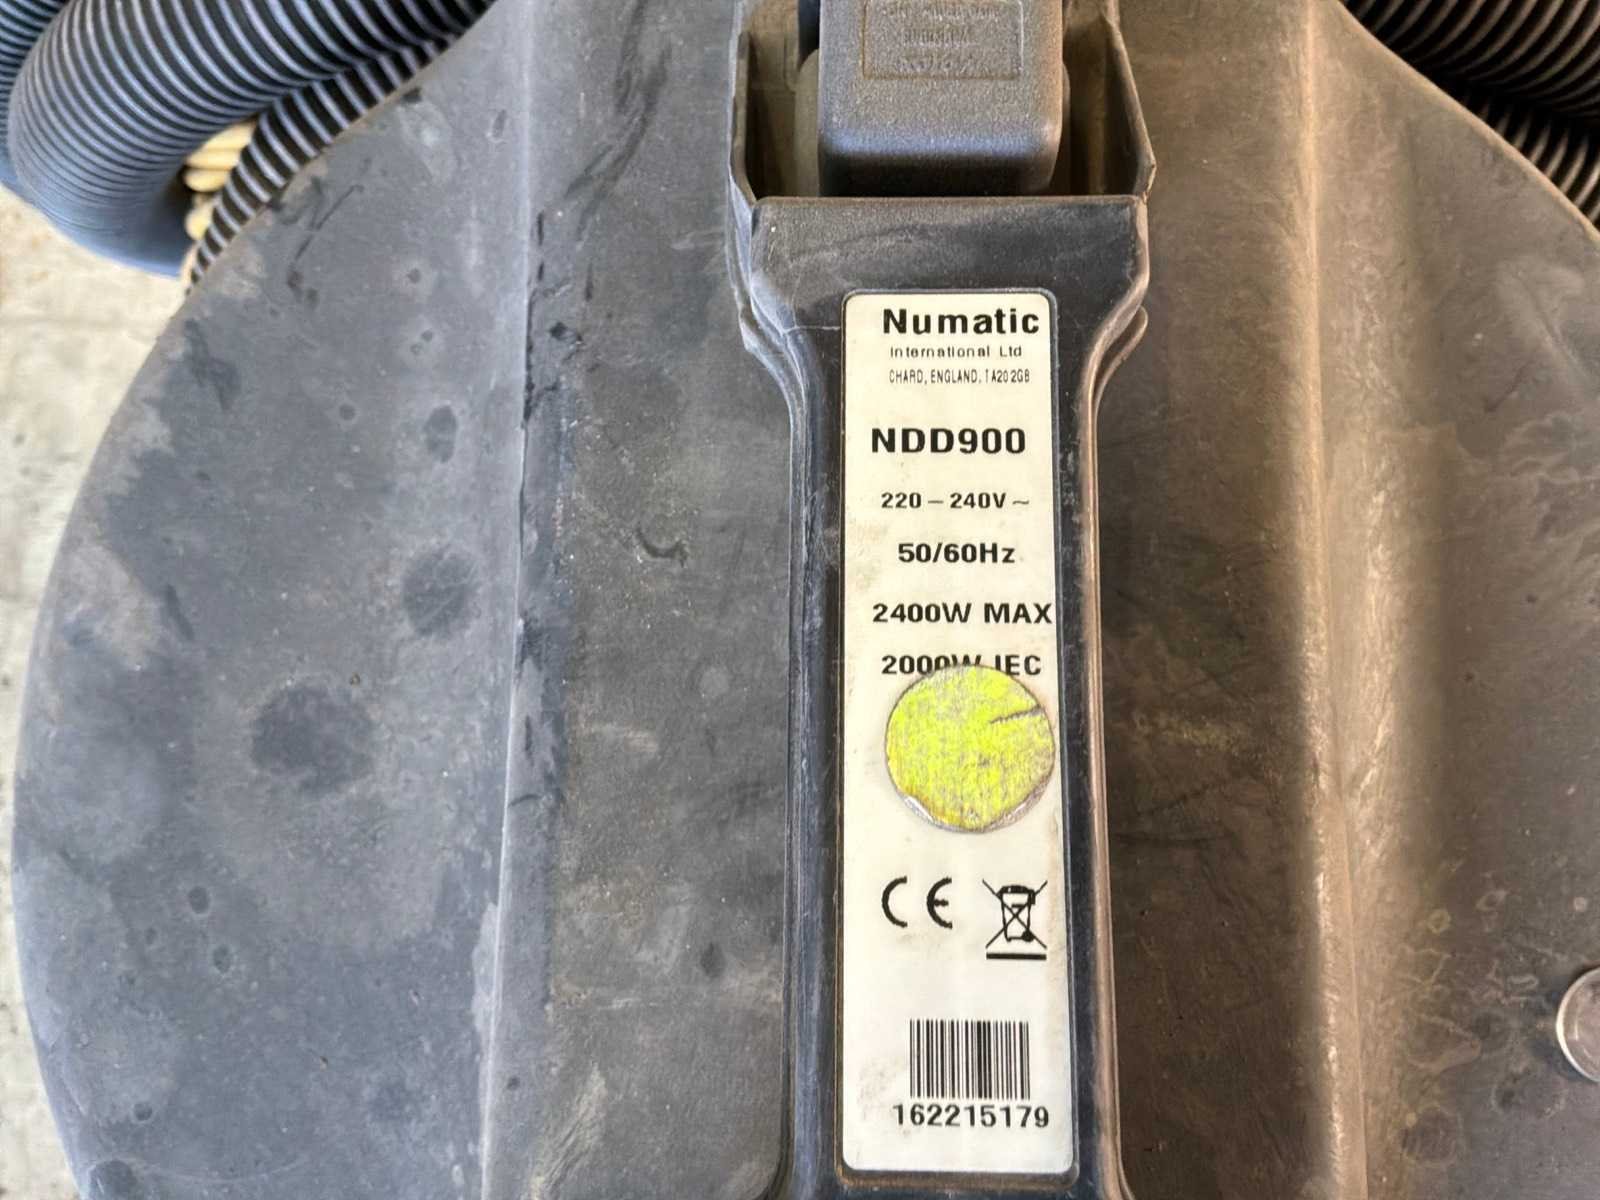 Numatic
International Ltd
CHARD, ENGLAND, TA20 2GB
NDD900
220 – 240V ~
50/60Hz
2400W MAX
2000W IEC
CE
162215179